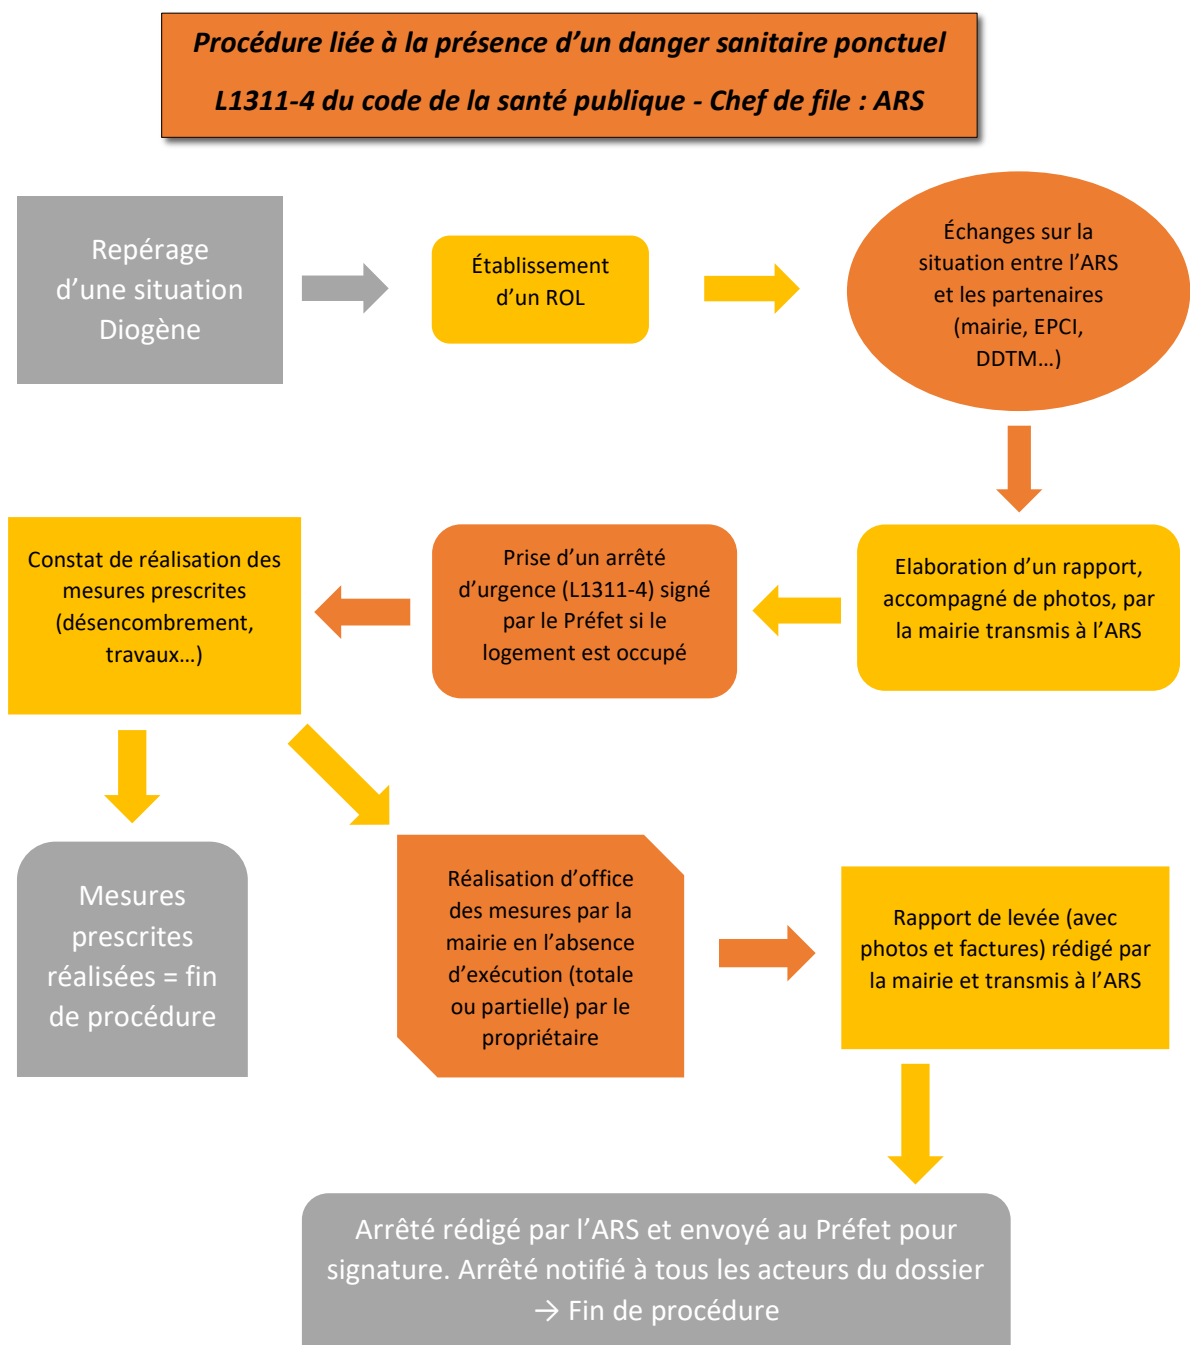 Procédure liée à la présence d’un danger sanitaire ponctuel
L1311-4 du code de la santé publique - Chef de file : ARS
Repérage
d’une situation
Diogène
Établissement
d’un ROL
Échanges sur la
situation entre l’ARS
et les partenaires
(mairie, EPCI,
DDTM…)
Elaboration d’un rapport,
accompagné de photos, par
la mairie transmis à l’ARS
Prise d’un arrêté
d’urgence (L1311-4) signé
par le Préfet si le
logement est occupé
Constat de réalisation des
mesures prescrites
(désencombrement,
travaux…)
Mesures
prescrites
réalisées = fin
de procédure
Réalisation d’office
des mesures par la
mairie en l’absence
d’exécution (totale
ou partielle) par le
propriétaire
Rapport de levée (avec
photos et factures) rédigé par
la mairie et transmis à l’ARS
Arrêté rédigé par l’ARS et envoyé au Préfet pour
signature. Arrêté notifié à tous les acteurs du dossier
→ Fin de procédure